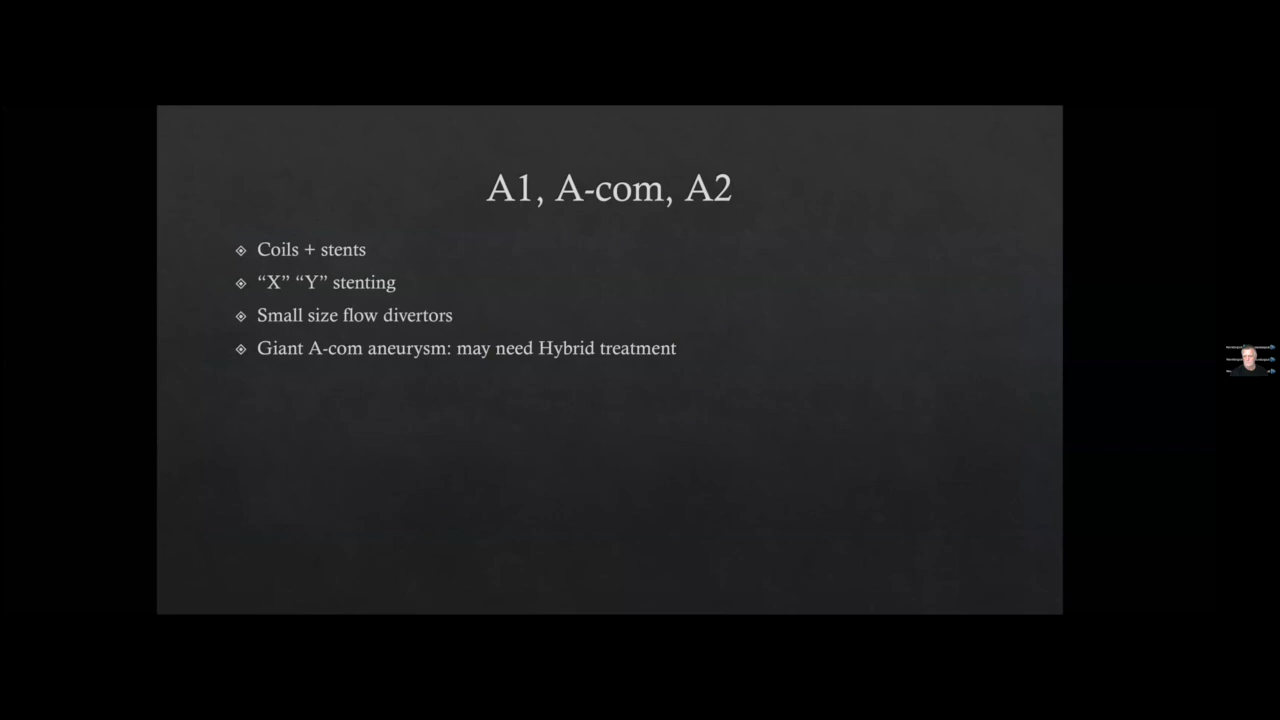 A1, A-com, A2
Coils + stents
“X” “Y” stenting
Small size flow divertors
Giant A-com aneurysm: may need Hybrid treatment